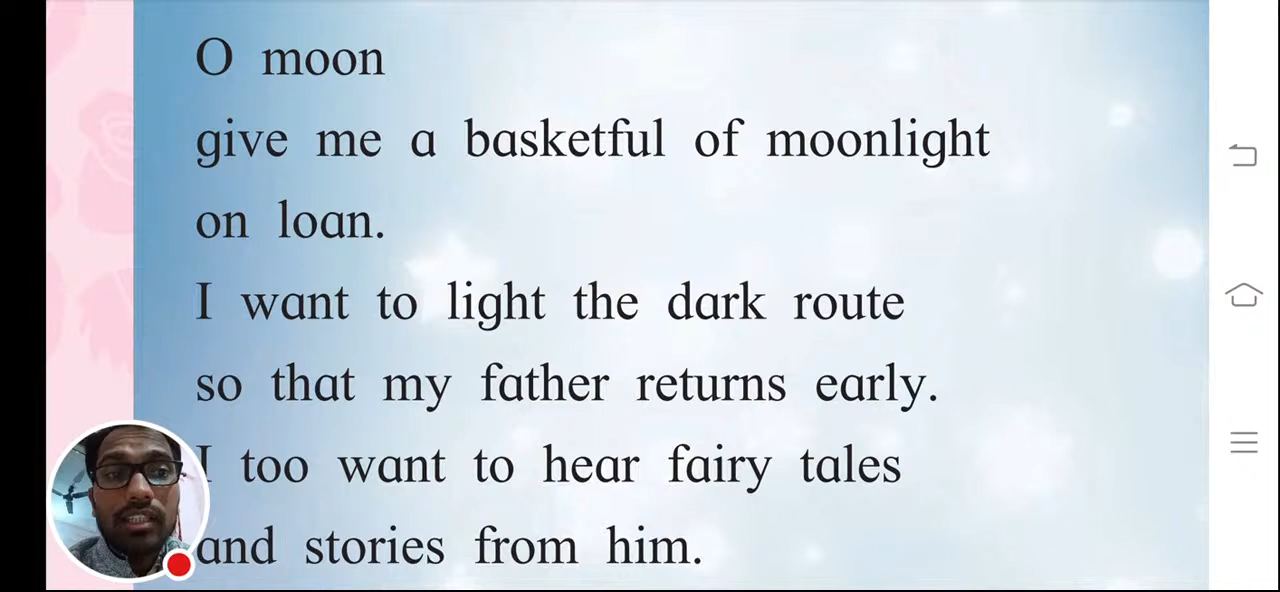 O moon
give me a basketful of moonlight
on loan.
I want to light the dark route
so that my father returns early.
I too want to hear fairy tales
and stories from him.